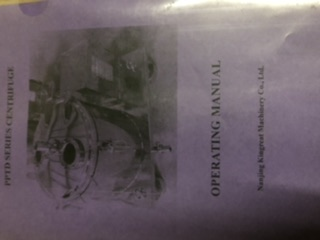 PPTD SERIES CENTRIFUGE
OPERATING MANUAL
Nanjing Kingreat Machinery Co., Ltd.